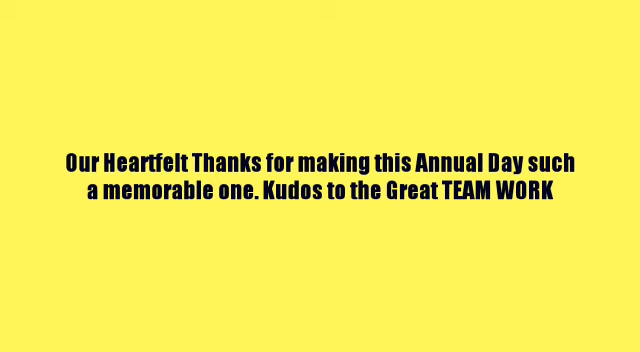 Our Heartfelt Thanks for making this Annual Day such
a memorable one. Kudos to the Great TEAM WORK